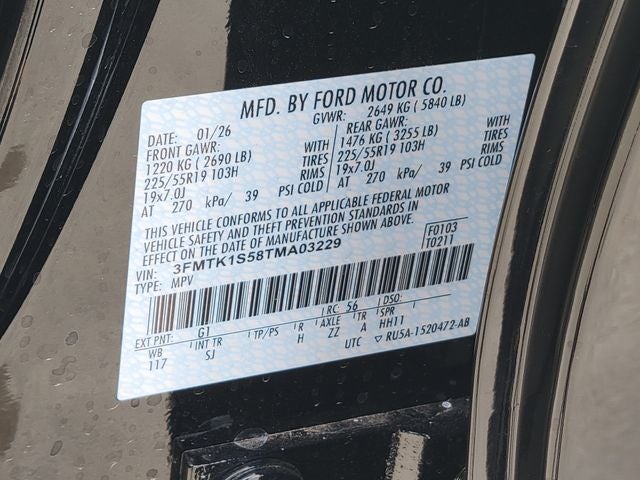 MFD. BY FORD MOTOR CO.
DATE: 01/26 GVWR: 2649 KG ( 5840 LB)
FRONT GAWR: WITH REAR GAWR: WITH
1220 KG ( 2690 LB) TIRES 1476 KG ( 3255 LB) TIRES
225/55R19 103H RIMS 225/55R19 103H RIMS
19x7.0J 19x7.0J
AT 270 kPa/ 39 PSI COLD AT 270 kPa/ 39 PSI COLD
THIS VEHICLE CONFORMS TO ALL APPLICABLE FEDERAL MOTOR
VEHICLE SAFETY AND THEFT PREVENTION STANDARDS IN
EFFECT ON THE DATE OF MANUFACTURE SHOWN ABOVE.
VIN: 3FMTK1S58TMA03229 F0103
TYPE: MPV T0211
EXT PNT: G1 RC: 56 DSO:
WB INT TR TP/PS R AXLE TR SPR
117 SJ H ZZ A HH11
UTC ▽ RU5A-1520472-AB